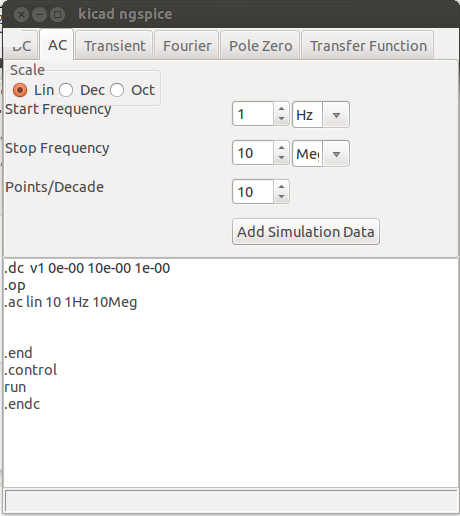 kicad ngspice
DC AC Transient Fourier Pole Zero Transfer Function
Scale
Lin Dec Oct
Start Frequency 1 Hz
Stop Frequency 10 Meg
Points/Decade 10
Add Simulation Data
.dc v1 0e-00 10e-00 1e-00
.op
.ac lin 10 1Hz 10Meg
.end
.control
run
.endc